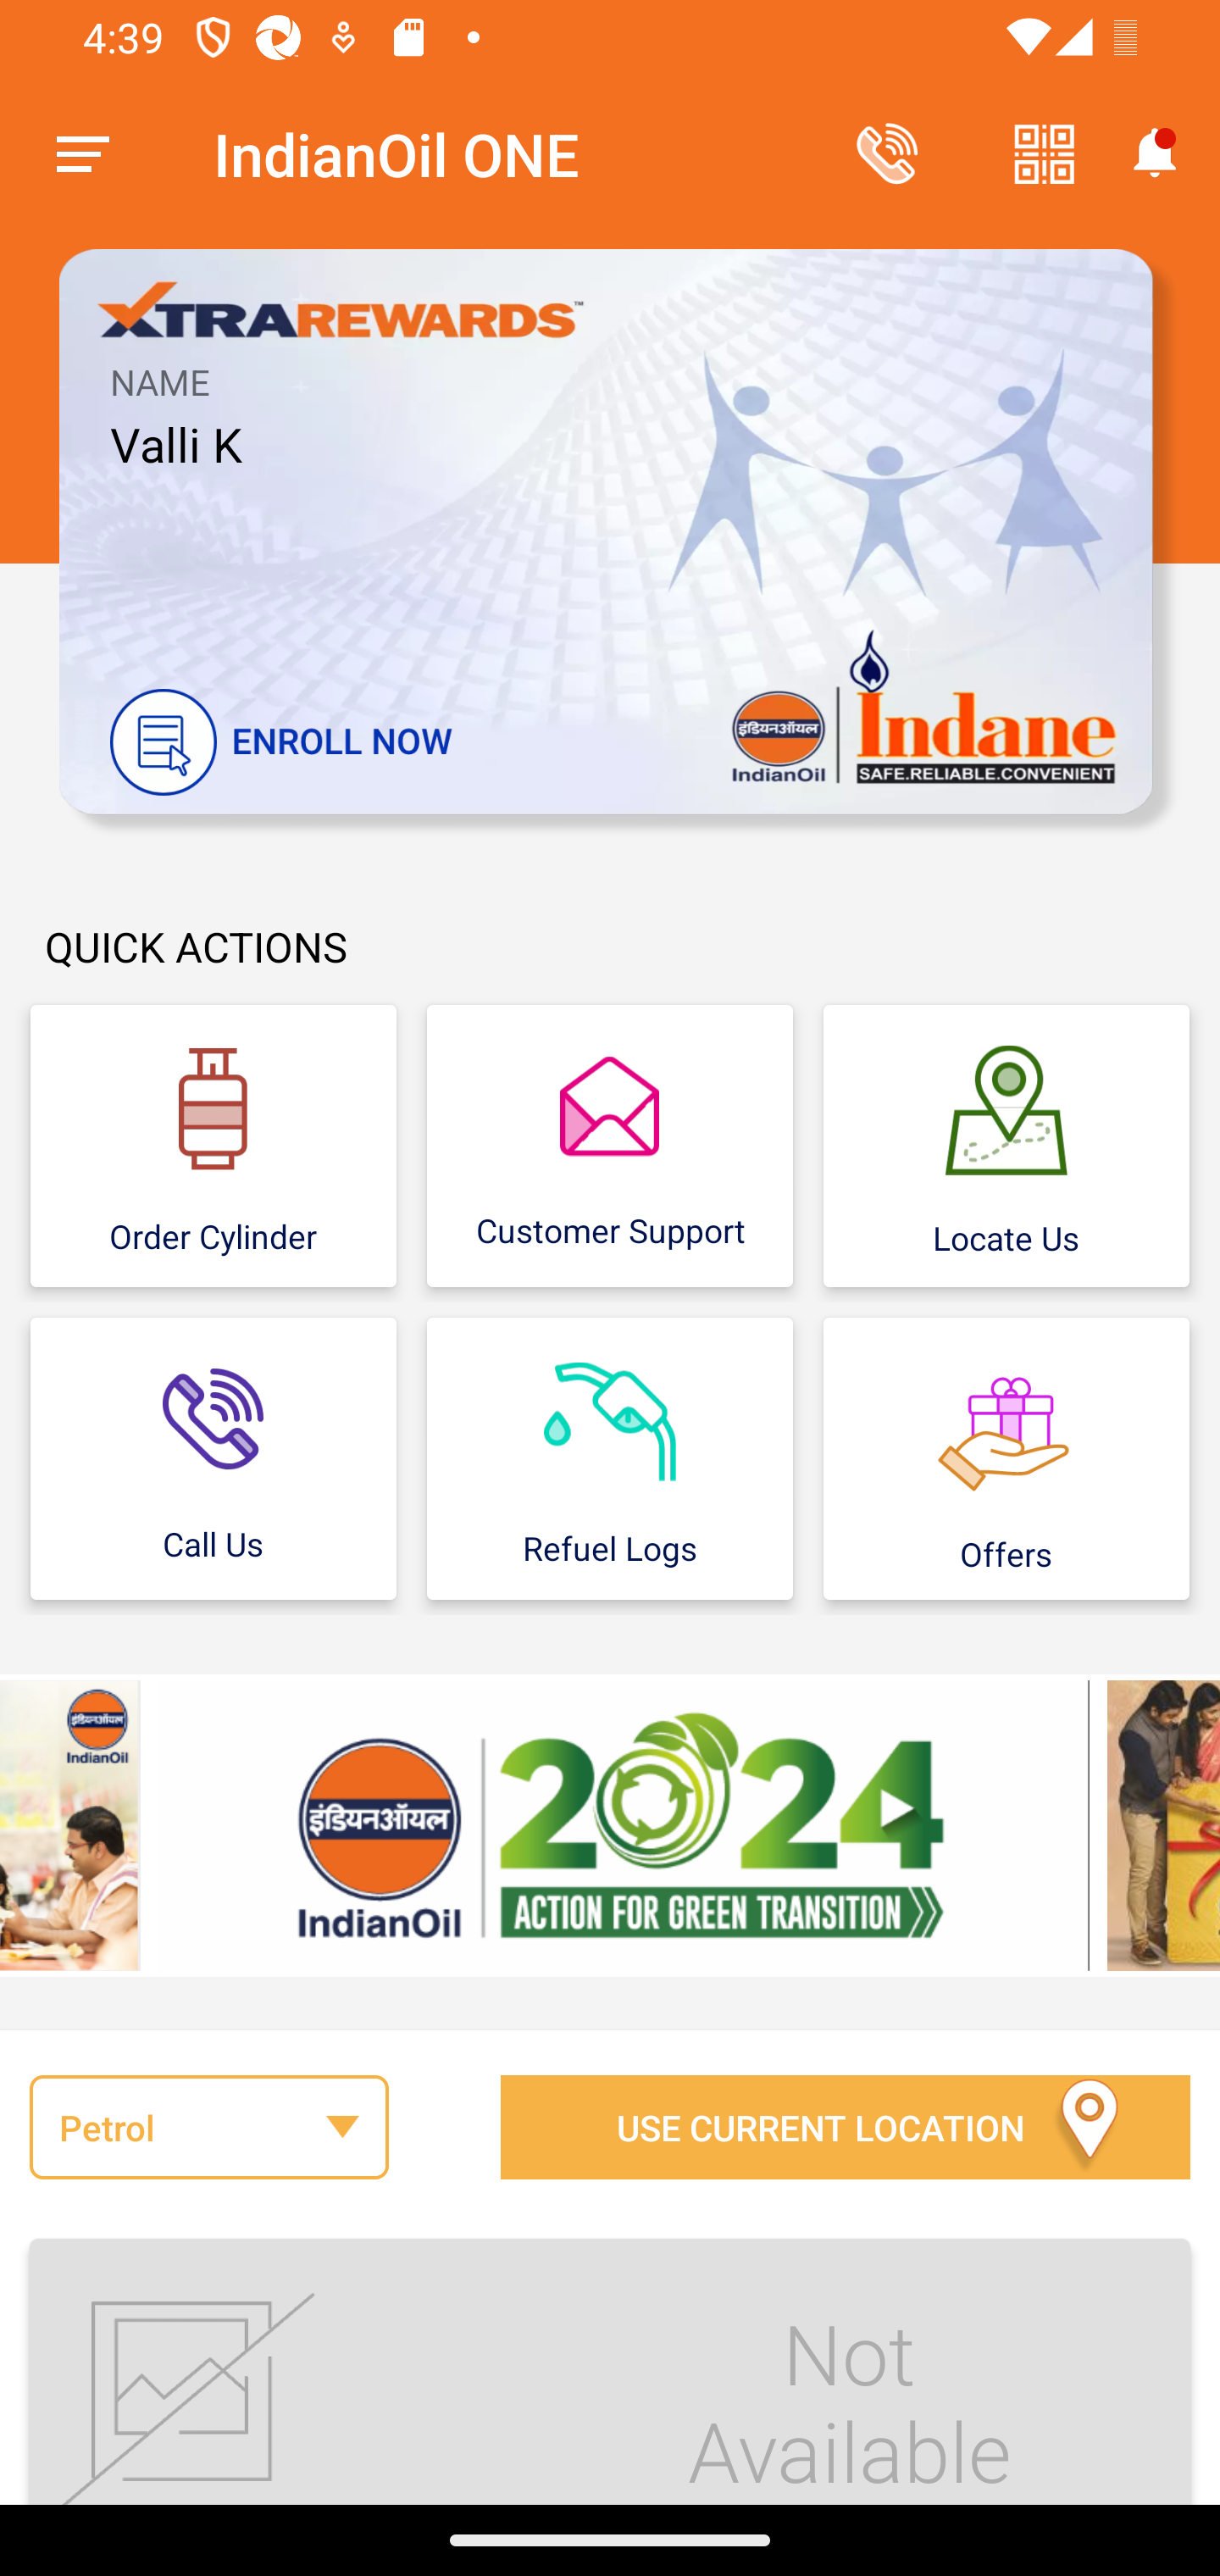 4:39
IndianOil ONE
XTRAREWARDS™
NAME
Valli K
ENROLL NOW
इंडियनऑयल
IndianOil
Indane
SAFE.RELIABLE.CONVENIENT
QUICK ACTIONS
Order Cylinder
Customer Support
Locate Us
Call Us
Refuel Logs
Offers
इंडियनऑयल
IndianOil
इंडियनऑयल
IndianOil
2024
ACTION FOR GREEN TRANSITION
Petrol
USE CURRENT LOCATION
Not
Available